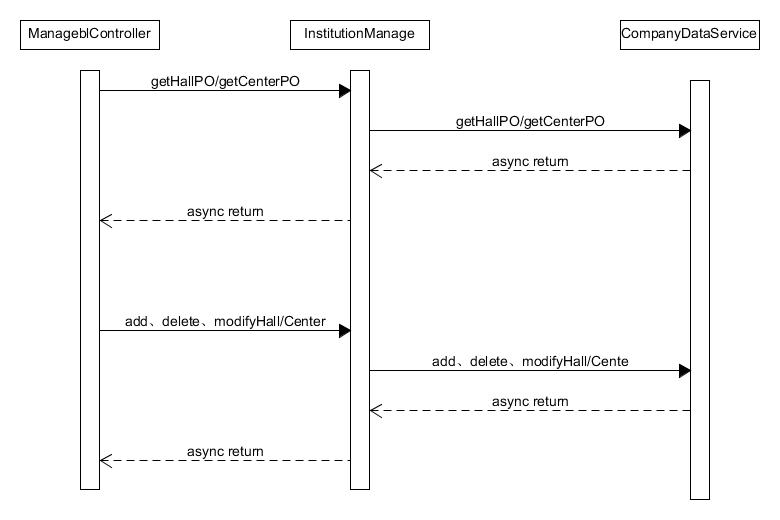 ManageblController
InstitutionManage
CompanyDataService
getHallPO/getCenterPO
getHallPO/getCenterPO
async return
async return
add、delete、modifyHall/Center
add、delete、modifyHall/Cente
async return
async return